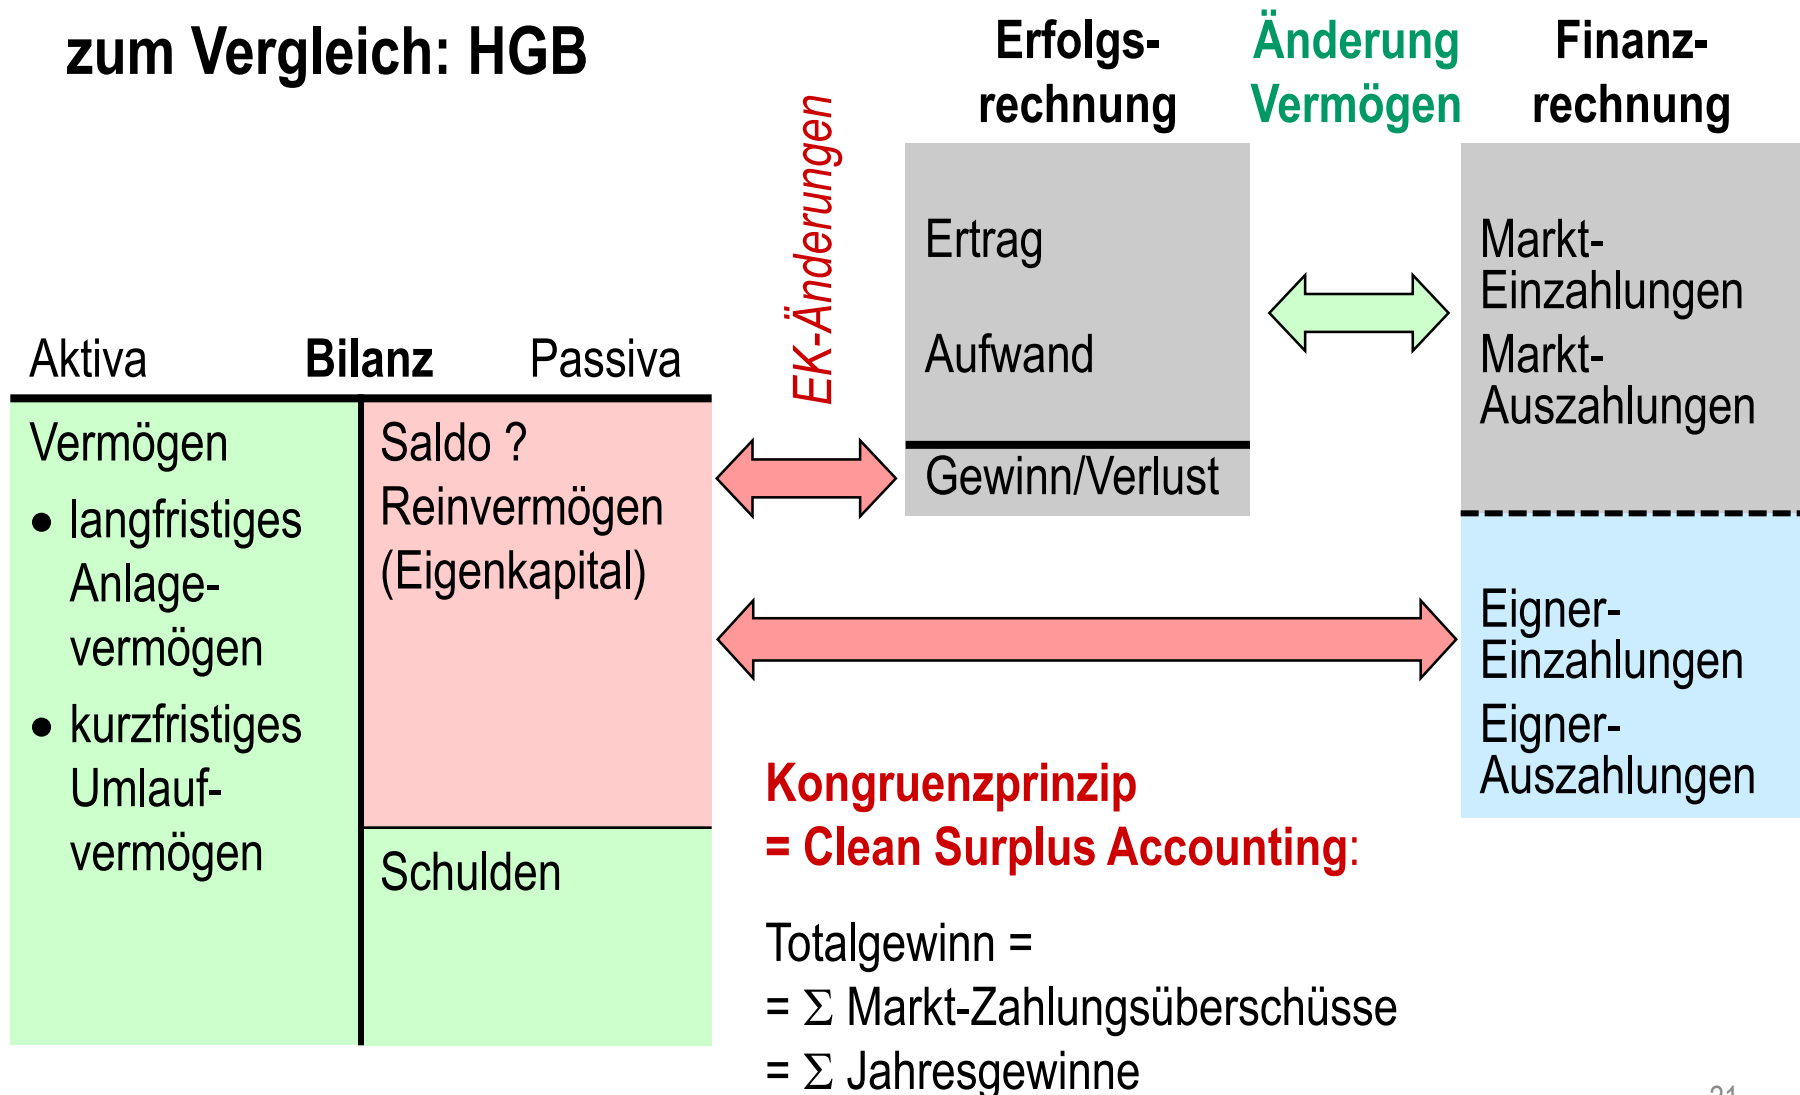 zum Vergleich: HGB
Erfolgs-
rechnung
Änderung
Vermögen
Finanz-
rechnung
EK-Änderungen
Ertrag
Aufwand
Gewinn/Verlust
Markt-
Einzahlungen
Markt-
Auszahlungen
Eigner-
Einzahlungen
Eigner-
Auszahlungen
Aktiva Bilanz Passiva
Vermögen
• langfristiges
Anlage-
vermögen
• kurzfristiges
Umlauf-
vermögen
Saldo ?
Reinvermögen
(Eigenkapital)
Schulden
Kongruenzprinzip
= Clean Surplus Accounting:
Totalgewinn =
= Σ Markt-Zahlungsüberschüsse
= Σ Jahresgewinne